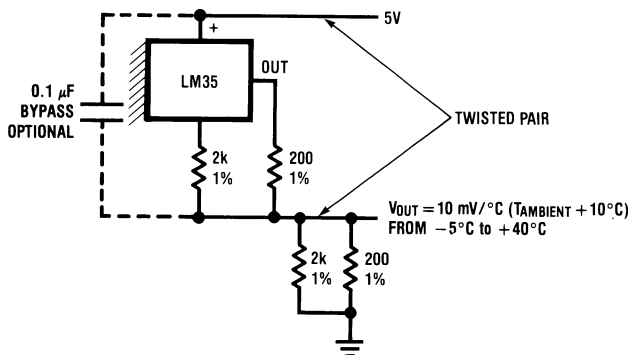 5V
+
OUT
LM35
0.1 µF
BYPASS
OPTIONAL
TWISTED PAIR
2k
1%
200
1%
VOUT = 10 mV/°C (TAMBIENT +10°C)
FROM −5°C to +40°C
2k
1%
200
1%